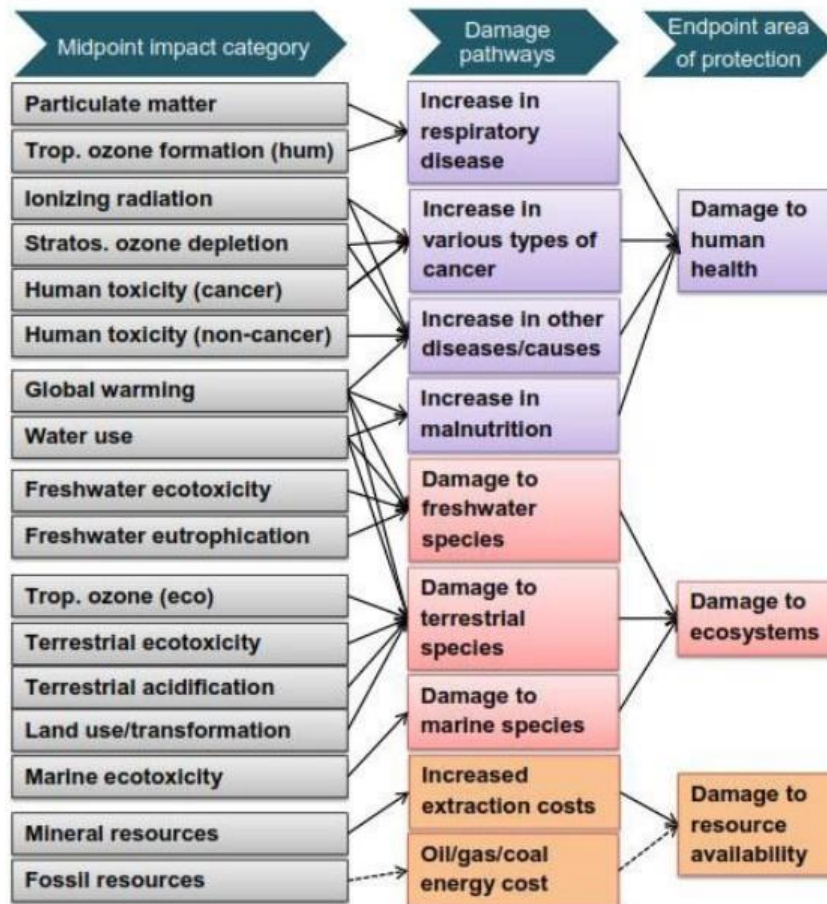 Midpoint impact category
Damage
pathways
Endpoint area
of protection
Particulate matter
Trop. ozone formation (hum)
Ionizing radiation
Stratos. ozone depletion
Human toxicity (cancer)
Human toxicity (non-cancer)
Global warming
Water use
Freshwater ecotoxicity
Freshwater eutrophication
Trop. ozone (eco)
Terrestrial ecotoxicity
Terrestrial acidification
Land use/transformation
Marine ecotoxicity
Mineral resources
Fossil resources
Increase in
respiratory
disease
Increase in
various types of
cancer
Increase in other
diseases/causes
Increase in
malnutrition
Damage to
freshwater
species
Damage to
terrestrial
species
Damage to
marine species
Increased
extraction costs
Oil/gas/coal
energy cost
Damage to
human
health
Damage to
ecosystems
Damage to
resource
availability